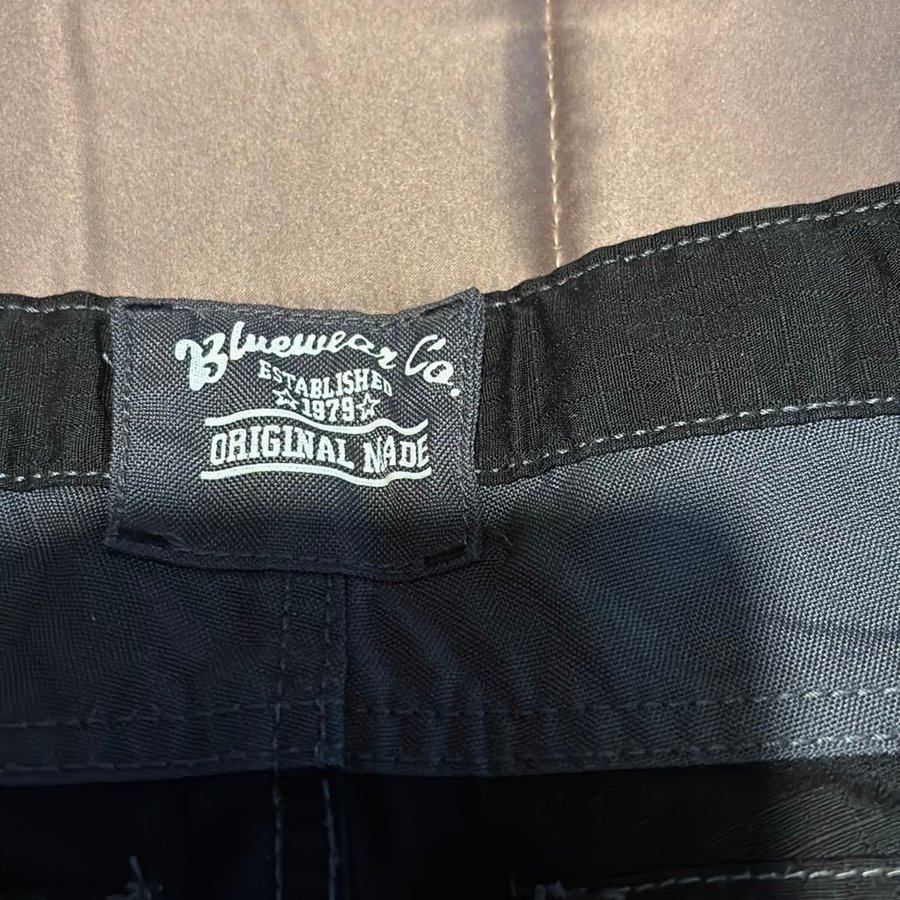 Bluewear Co.
ESTABLISHED
☆1979☆
ORIGINAL MADE